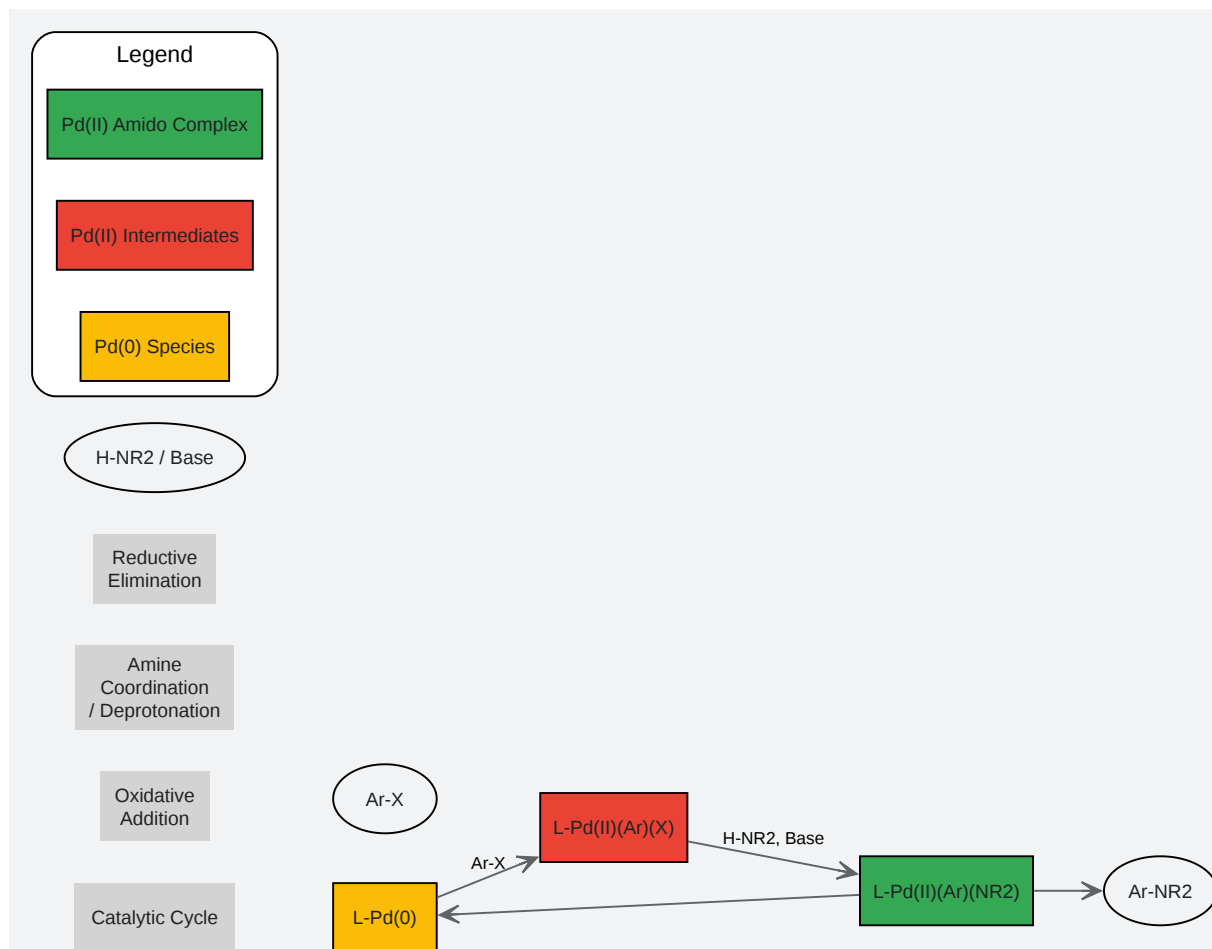 Legend
Pd(II) Amido Complex
Pd(II) Intermediates
Pd(0) Species
H-NR2 / Base
Reductive
Elimination
Amine
Coordination
/ Deprotonation
Oxidative
Addition
Ar-X
L-Pd(II)(Ar)(X)
H-NR2, Base
Ar-X
L-Pd(II)(Ar)(NR2)
Ar-NR2
Catalytic Cycle
L-Pd(0)